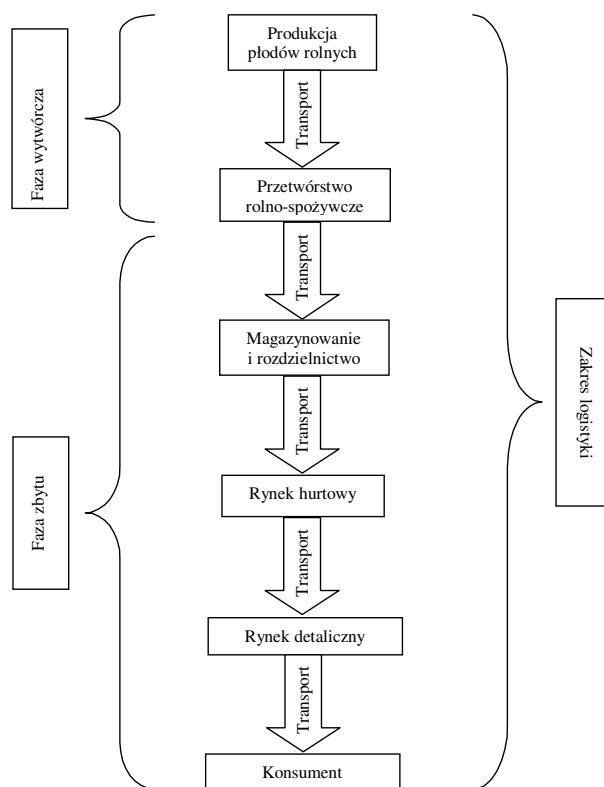 Produkcja
płodów rolnych
Transport
Faza wytwórcza
Przetwórstwo
rolno-spożywcze
Transport
Magazynowanie
i rozdzielnictwo
Transport
Zakres logistyki
Rynek hurtowy
Faza zbytu
Transport
Rynek detaliczny
Transport
Konsument